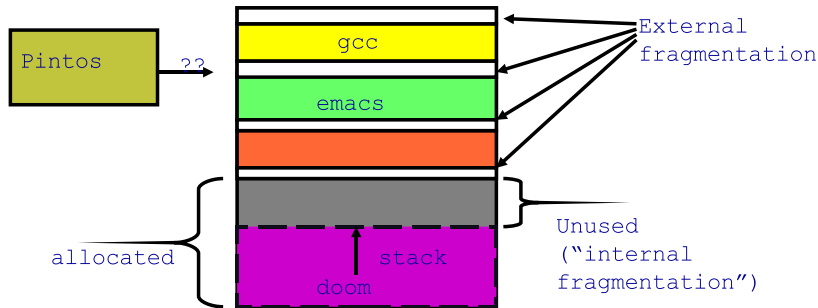 External
fragmentation
gcc
Pintos
??
emacs
Unused
("internal
fragmentation")
allocated
stack
doom